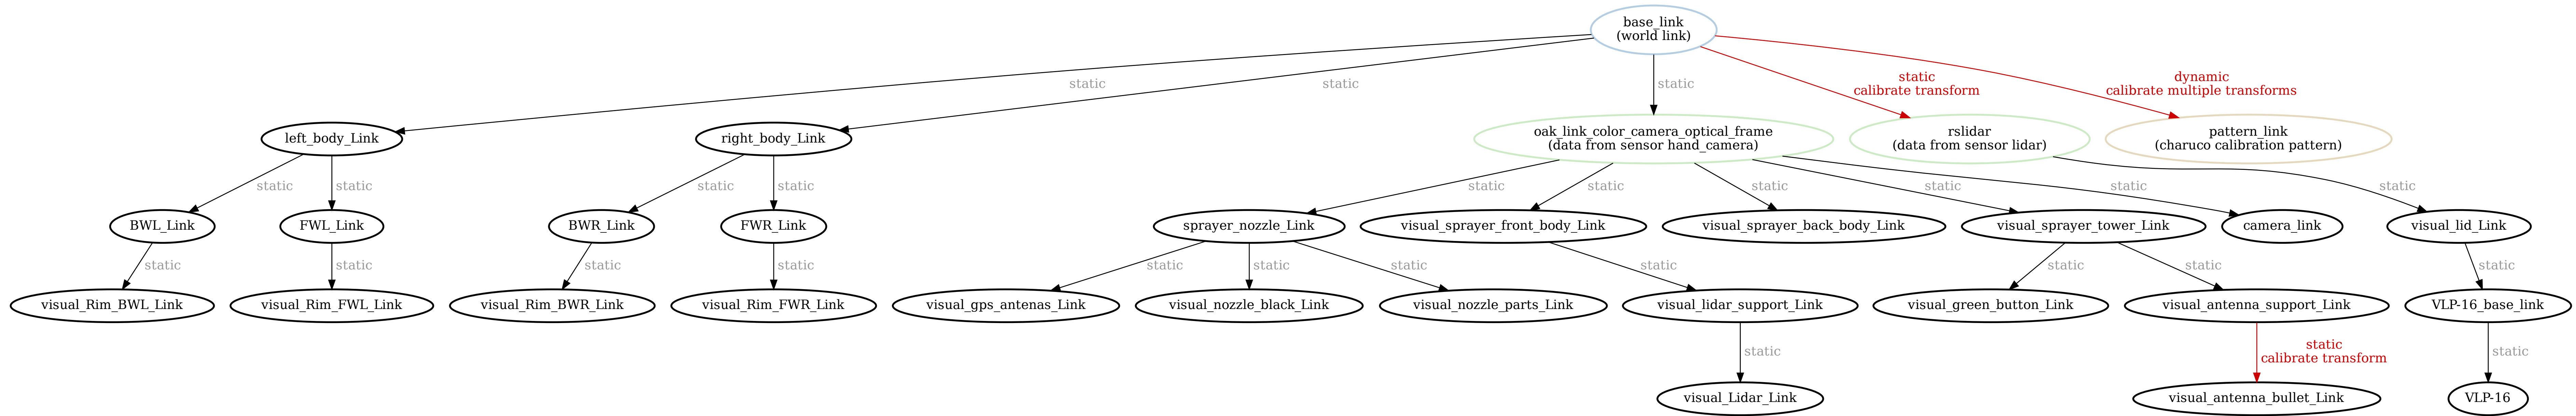 base_link
(world link)
static
static
static
static
calibrate transform
dynamic
calibrate multiple transforms
left_body_Link
right_body_Link
oak_link_color_camera_optical_frame
(data from sensor hand_camera)
rslidar
(data from sensor lidar)
pattern_link
(charuco calibration pattern)
static
static
static
static
static
static
static
static
static
static
BWL_Link
FWL_Link
BWR_Link
FWR_Link
sprayer_nozzle_Link
visual_sprayer_front_body_Link
visual_sprayer_back_body_Link
visual_sprayer_tower_Link
camera_link
visual_lid_Link
static
static
static
static
static
static
static
static
static
static
static
visual_Rim_BWL_Link
visual_Rim_FWL_Link
visual_Rim_BWR_Link
visual_Rim_FWR_Link
visual_gps_antenas_Link
visual_nozzle_black_Link
visual_nozzle_parts_Link
visual_lidar_support_Link
visual_green_button_Link
visual_antenna_support_Link
VLP-16_base_link
static
static
calibrate transform
static
visual_Lidar_Link
visual_antenna_bullet_Link
VLP-16